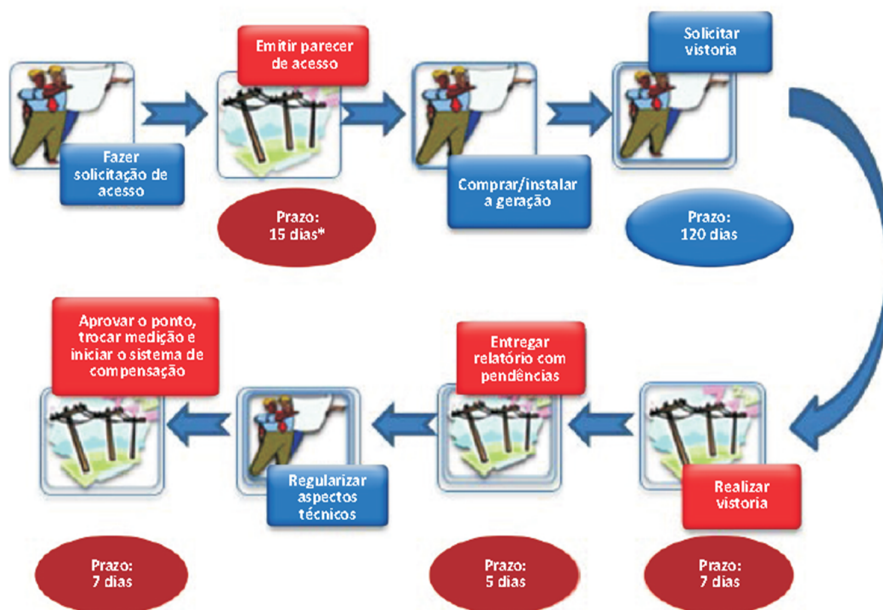 Fazer
solicitação de
acesso
Emitir parecer
de acesso
Prazo:
15 dias*
Comprar/instalar
a geração
Solicitar
vistoria
Prazo:
120 dias
Realizar
vistoria
Prazo:
7 dias
Entregar
relatório com
pendências
Prazo:
5 dias
Regularizar
aspectos
técnicos
Aprovar o ponto,
trocar medição e
iniciar o sistema de
compensação
Prazo:
7 dias